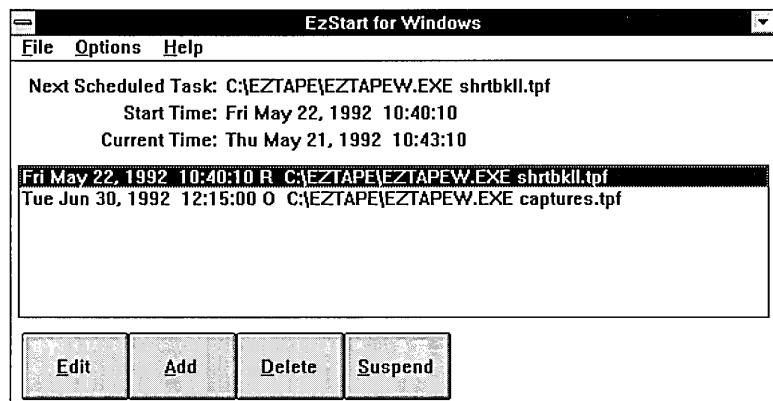 EzStart for Windows
File Options Help
Next Scheduled Task: C:\EZTAPE\EZTAPEW.EXE shrtbkll.tpf
Start Time: Fri May 22, 1992 10:40:10
Current Time: Thu May 21, 1992 10:43:10
Fri May 22, 1992 10:40:10 R C:\EZTAPE\EZTAPEW.EXE shrtbkll.tpf
Tue Jun 30, 1992 12:15:00 O C:\EZTAPE\EZTAPEW.EXE captures.tpf
Edit Add Delete Suspend